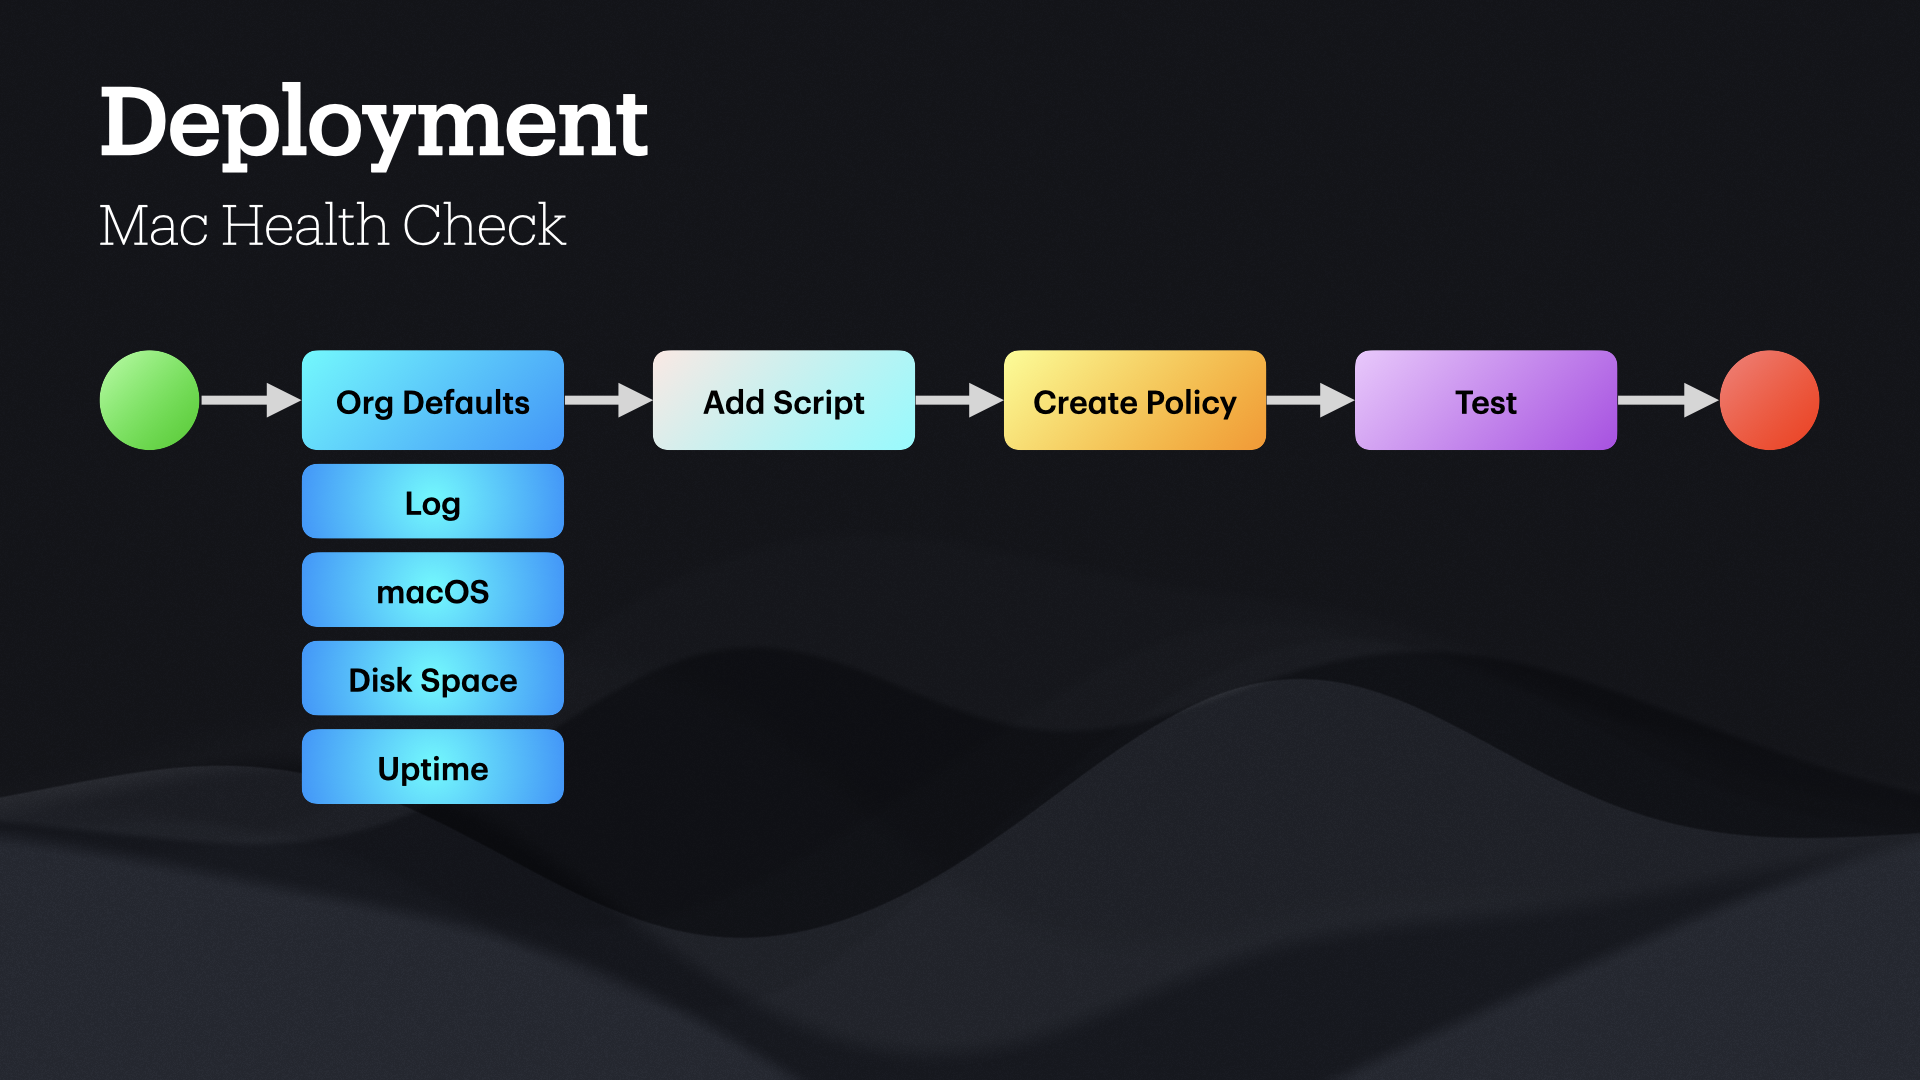 Deployment
Mac Health Check
Org Defaults
Add Script
Create Policy
Test
Log
macOS
Disk Space
Uptime